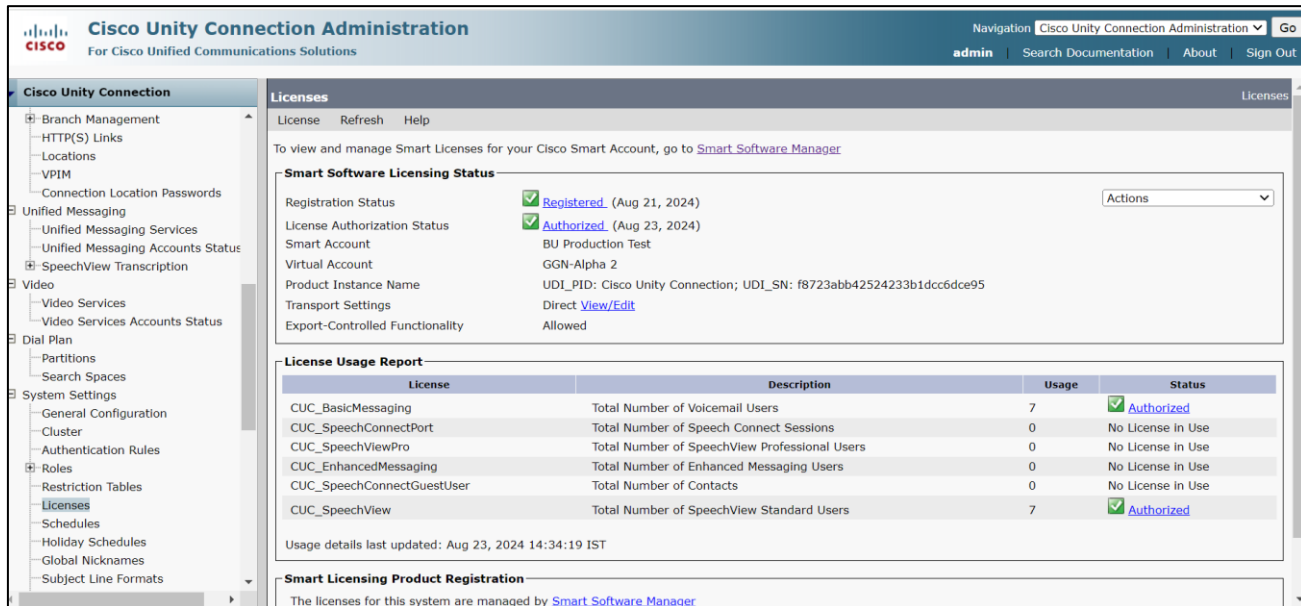 Cisco Unity Connection Administration
For Cisco Unified Communications Solutions
CISCO
Navigation Cisco Unity Connection Administration Go
admin | Search Documentation | About | Sign Out
Cisco Unity Connection
Branch Management
HTTP(S) Links
Locations
VPIM
Connection Location Passwords
Unified Messaging
Unified Messaging Services
Unified Messaging Accounts Status
SpeechView Transcription
Video
Video Services
Video Services Accounts Status
Dial Plan
Partitions
Search Spaces
System Settings
General Configuration
Cluster
Authentication Rules
Roles
Restriction Tables
Licenses
Schedules
Holiday Schedules
Global Nicknames
Subject Line Formats
Licenses Licenses
License Refresh Help
To view and manage Smart Licenses for your Cisco Smart Account, go to Smart Software Manager
Smart Software Licensing Status
Registration Status Registered (Aug 21, 2024) Actions
License Authorization Status Authorized (Aug 23, 2024)
Smart Account BU Production Test
Virtual Account GGN-Alpha 2
Product Instance Name UDI_PID: Cisco Unity Connection; UDI_SN: f8723abb42524233b1dcc6dce95
Transport Settings Direct View/Edit
Export-Controlled Functionality Allowed
License Usage Report
License Description Usage Status
CUC_BasicMessaging Total Number of Voicemail Users 7 Authorized
CUC_SpeechConnectPort Total Number of Speech Connect Sessions 0 No License in Use
CUC_SpeechViewPro Total Number of SpeechView Professional Users 0 No License in Use
CUC_EnhancedMessaging Total Number of Enhanced Messaging Users 0 No License in Use
CUC_SpeechConnectGuestUser Total Number of Contacts 0 No License in Use
CUC_SpeechView Total Number of SpeechView Standard Users 7 Authorized
Usage details last updated: Aug 23, 2024 14:34:19 IST
Smart Licensing Product Registration
The licenses for this system are managed by Smart Software Manager